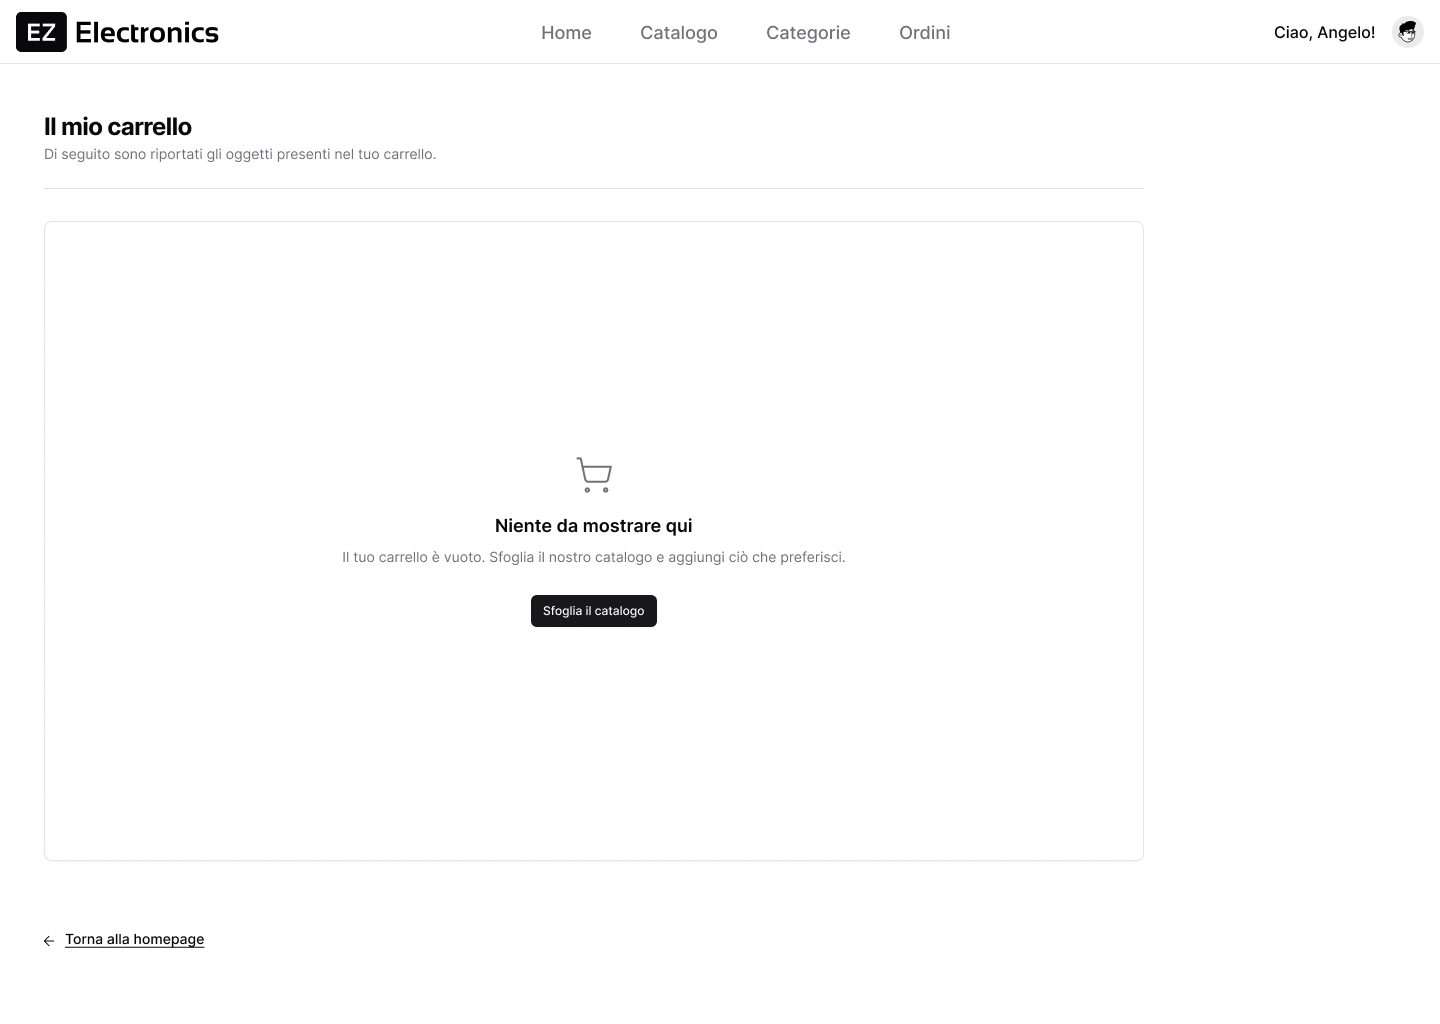 EZ Electronics
Home Catalogo Categorie Ordini
Ciao, Angelo!
Il mio carrello
Di seguito sono riportati gli oggetti presenti nel tuo carrello.
Niente da mostrare qui
Il tuo carrello è vuoto. Sfoglia il nostro catalogo e aggiungi ciò che preferisci.
Sfoglia il catalogo
Torna alla homepage